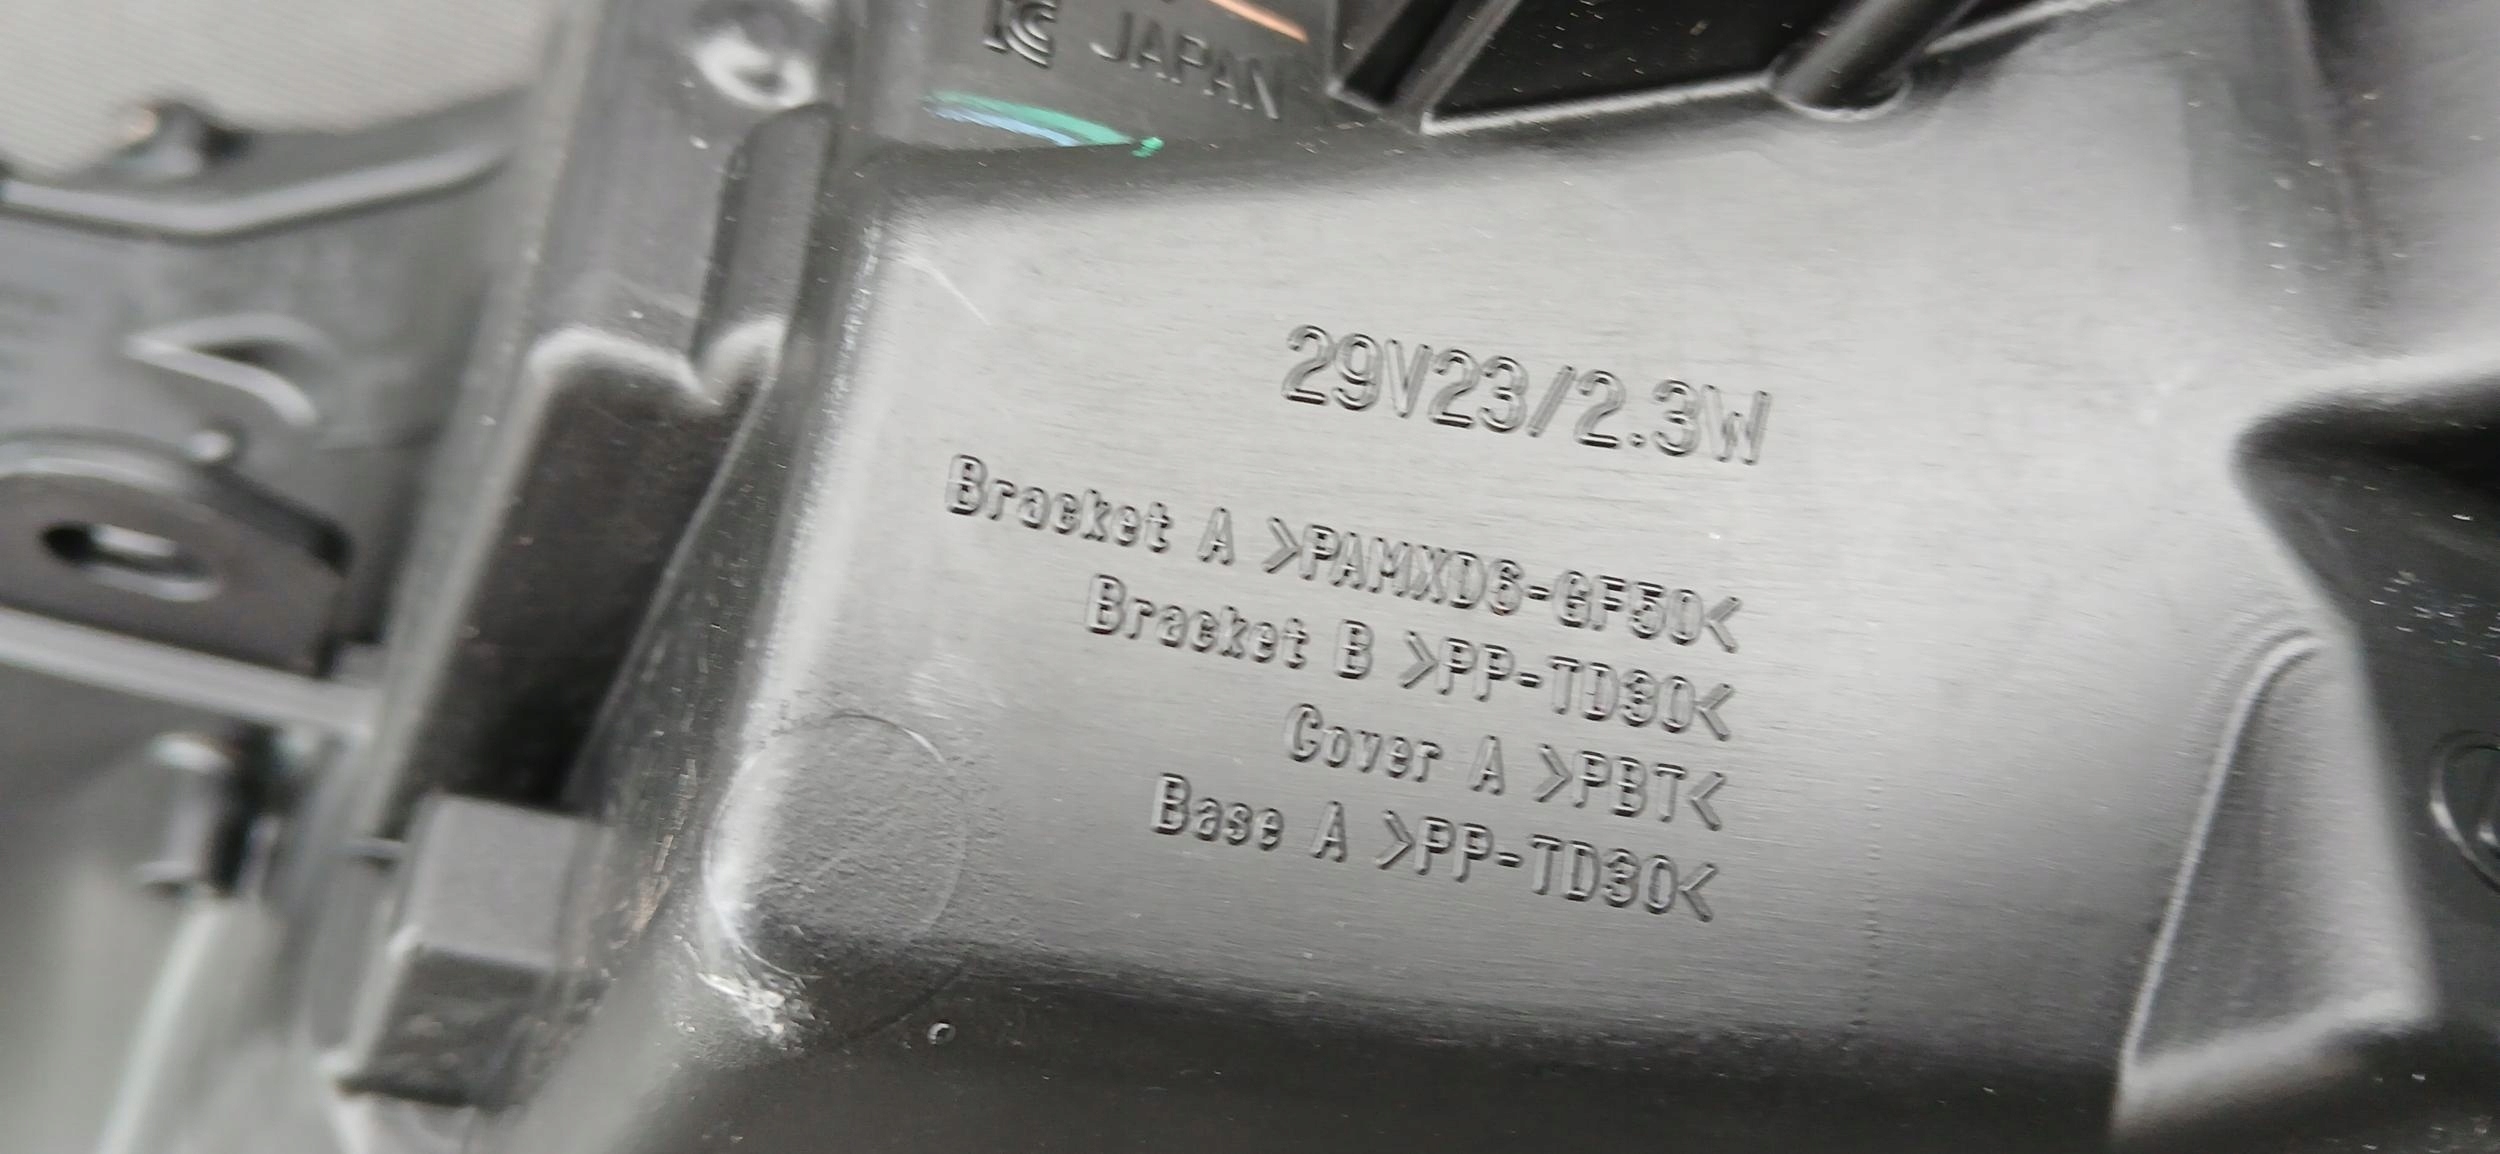 JAPAN
29V23/2.3W
Bracket A >PAMXD6-GF50<
Bracket B >PP-TD30<
Cover A >PBT<
Base A >PP-TD30<